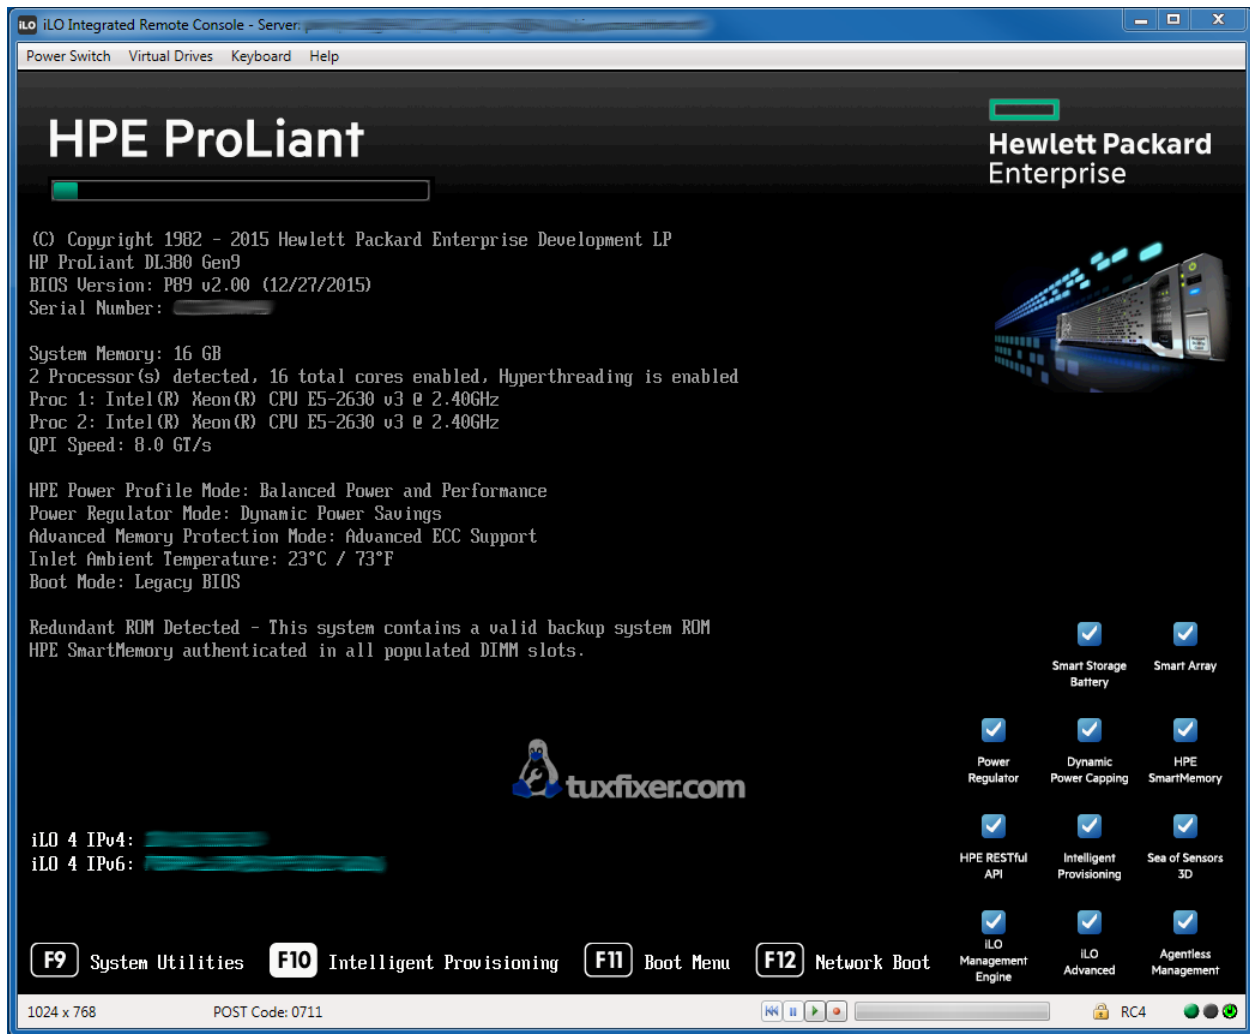 iLO iLO Integrated Remote Console - Server:
Power Switch Virtual Drives Keyboard Help
HPE ProLiant
Hewlett Packard
Enterprise
(C) Copyright 1982 - 2015 Hewlett Packard Enterprise Development LP
HP ProLiant DL380 Gen9
BIOS Version: P89 v2.00 (12/27/2015)
Serial Number:
System Memory: 16 GB
2 Processor(s) detected, 16 total cores enabled, Hyperthreading is enabled
Proc 1: Intel(R) Xeon(R) CPU E5-2630 v3 @ 2.40GHz
Proc 2: Intel(R) Xeon(R) CPU E5-2630 v3 @ 2.40GHz
QPI Speed: 8.0 GT/s
HPE Power Profile Mode: Balanced Power and Performance
Power Regulator Mode: Dynamic Power Savings
Advanced Memory Protection Mode: Advanced ECC Support
Inlet Ambient Temperature: 23°C / 73°F
Boot Mode: Legacy BIOS
Redundant ROM Detected - This system contains a valid backup system ROM
HPE SmartMemory authenticated in all populated DIMM slots.
Smart Storage
Battery
Smart Array
Power
Regulator
Dynamic
Power Capping
HPE
SmartMemory
tuxfixer.com
iLO 4 IPv4:
iLO 4 IPv6:
HPE RESTful
API
Intelligent
Provisioning
Sea of Sensors
3D
iLO
Management
Engine
iLO
Advanced
Agentless
Management
F9 System Utilities F10 Intelligent Provisioning F11 Boot Menu F12 Network Boot
1024 x 768 POST Code: 0711 RC4